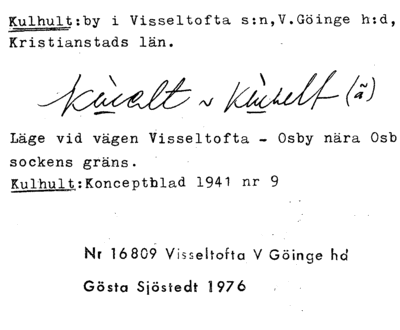 Kulhult:by i Visseltofta s:n,V.Göinge h:d,
Kristianstads län.
Läge vid vägen Visseltofta - Osby nära Osb
sockens gräns.
Kulhult:Konceptblad 1941 nr 9
Nr 16809 Visseltofta V Göinge hd
Gösta Sjöstedt 1976